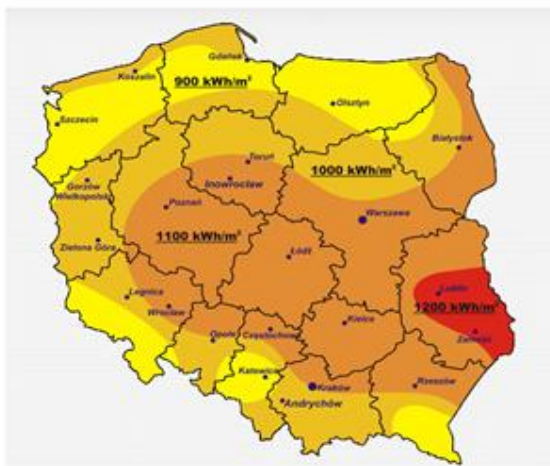 Gdańsk
Koszalin
900 kWh/m²
Olsztyn
Szczecin
Białystok
Toruń
1000 kWh/m²
Gorzów
Wielkopolski
Inowrocław
Poznań
Warszawa
1100 kWh/m²
Zielona Góra
Łódź
Lublin
Legnica
1200 kWh/m²
Wrocław
Zamość
Opole
Częstochowa
Kielce
Katowice
Kraków
Rzeszów
Andrychów